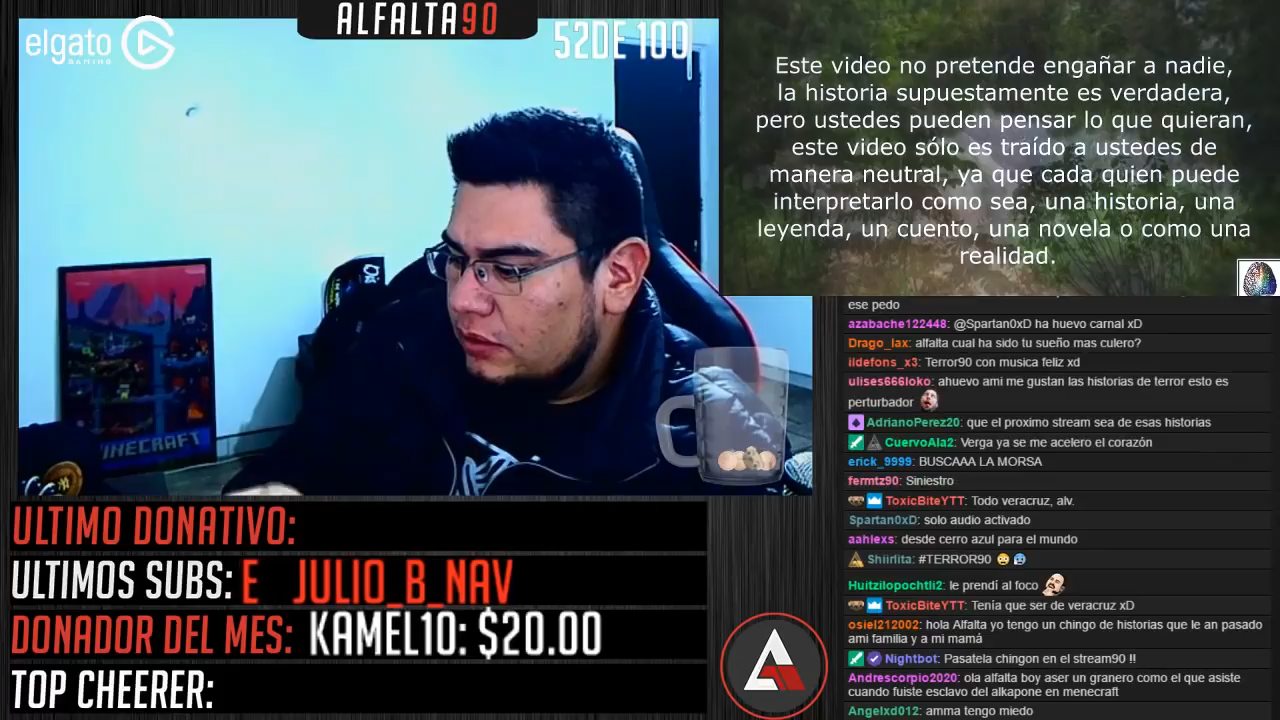 elgato
GAMING
ALFALTA90
52DE 100
Este video no pretende engañar a nadie,
la historia supuestamente es verdadera,
pero ustedes pueden pensar lo que quieran,
este video sólo es traído a ustedes de
manera neutral, ya que cada quien puede
interpretarlo como sea, una historia, una
leyenda, un cuento, una novela o como una
realidad.
MINECRAFT
ese pedo
azabache122448: @Spartan0xD ha huevo carnal xD
Drago_lax: alfalta cual ha sido tu sueño mas culero?
ildefons_x3: Terror90 con musica feliz xd
ulises666loko: ahuevo ami me gustan las historias de terror esto es
perturbador
AdrianoPerez20: que el proximo stream sea de esas historias
CuervoAla2: Verga ya se me acelero el corazón
erick_9999: BUSCAAA LA MORSA
fermtz90: Siniestro
ToxicBiteYTT: Todo veracruz, alv.
Spartan0xD: solo audio activado
aahlexs: desde cerro azul para el mundo
Shiirlita: #TERROR90
Huitzilopochtli2: le prendí al foco
ToxicBiteYTT: Tenía que ser de veracruz xD
osiel212002: hola Alfalta yo tengo un chingo de historias que le an pasado
ami familia y a mi mamá
Nightbot: Pasatela chingon en el stream90 !!
Andrescorpio2020: ola alfalta boy aser un granero como el que asiste
cuando fuiste esclavo del alkapone en menecraft
Angelxd012: amma tengo miedo
ULTIMO DONATIVO:
ULTIMOS SUBS: E JULIO_B_NAV
DONADOR DEL MES: KAMEL10: $20.00
TOP CHEERER: